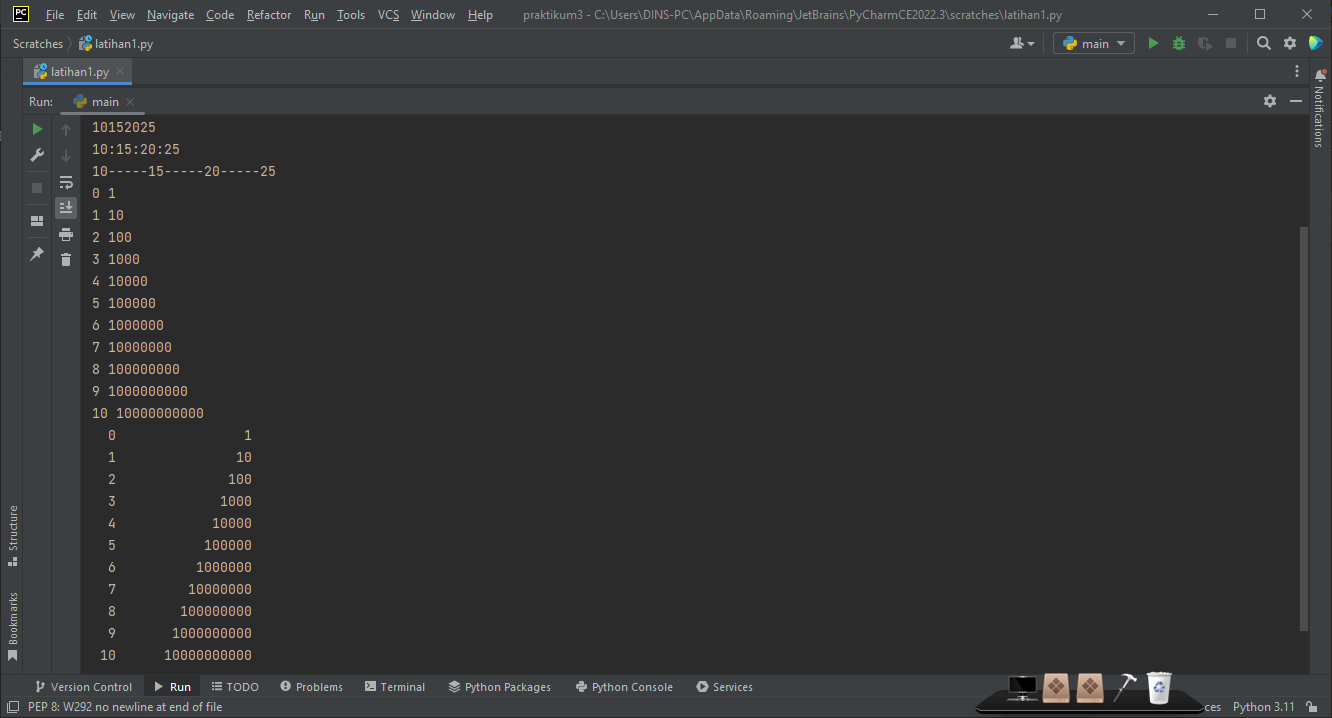 PC File Edit View Navigate Code Refactor Run Tools VCS Window Help praktikum3 - C:\Users\DINS-PC\AppData\Roaming\JetBrains\PyCharmCE2022.3\scratches\latihan1.py
Scratches latihan1.py main
latihan1.py
Run: main
Notifications
10152025
10:15:20:25
10-----15-----20-----25
0 1
1 10
2 100
3 1000
4 10000
5 100000
6 1000000
7 10000000
8 100000000
9 1000000000
10 10000000000
0 1
1 10
2 100
3 1000
4 10000
5 100000
6 1000000
7 10000000
8 100000000
9 1000000000
10 10000000000
Structure
Bookmarks
Version Control Run TODO Problems Terminal Python Packages Python Console Services
PEP 8: W292 no newline at end of file Python 3.11